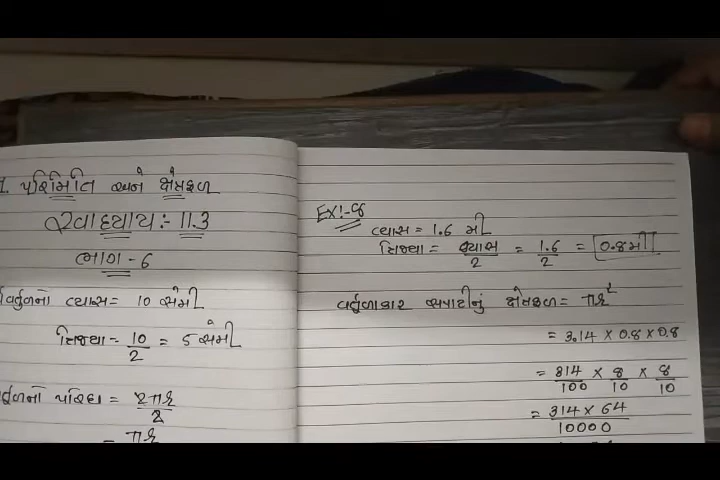 1. પરિમિતિ અને ક્ષેત્રફળ
સ્વાધ્યાય:- 11.3
ભાગ - 6
વર્તુળનો વ્યાસ = 10 સેમી
ત્રિજ્યા = 10/2 = 5 સેમી
વર્તુળનો પરિઘ = 2πr/2
= πr
Ex:-8
વ્યાસ = 1.6 મી
ત્રિજ્યા = વ્યાસ/2 = 1.6/2 = 0.8મી
વર્તુળાકાર સપાટીનું ક્ષેત્રફળ = πr²
= 3.14 × 0.8 × 0.8
= 314/100 × 8/10 × 8/10
= 314 × 64/10000